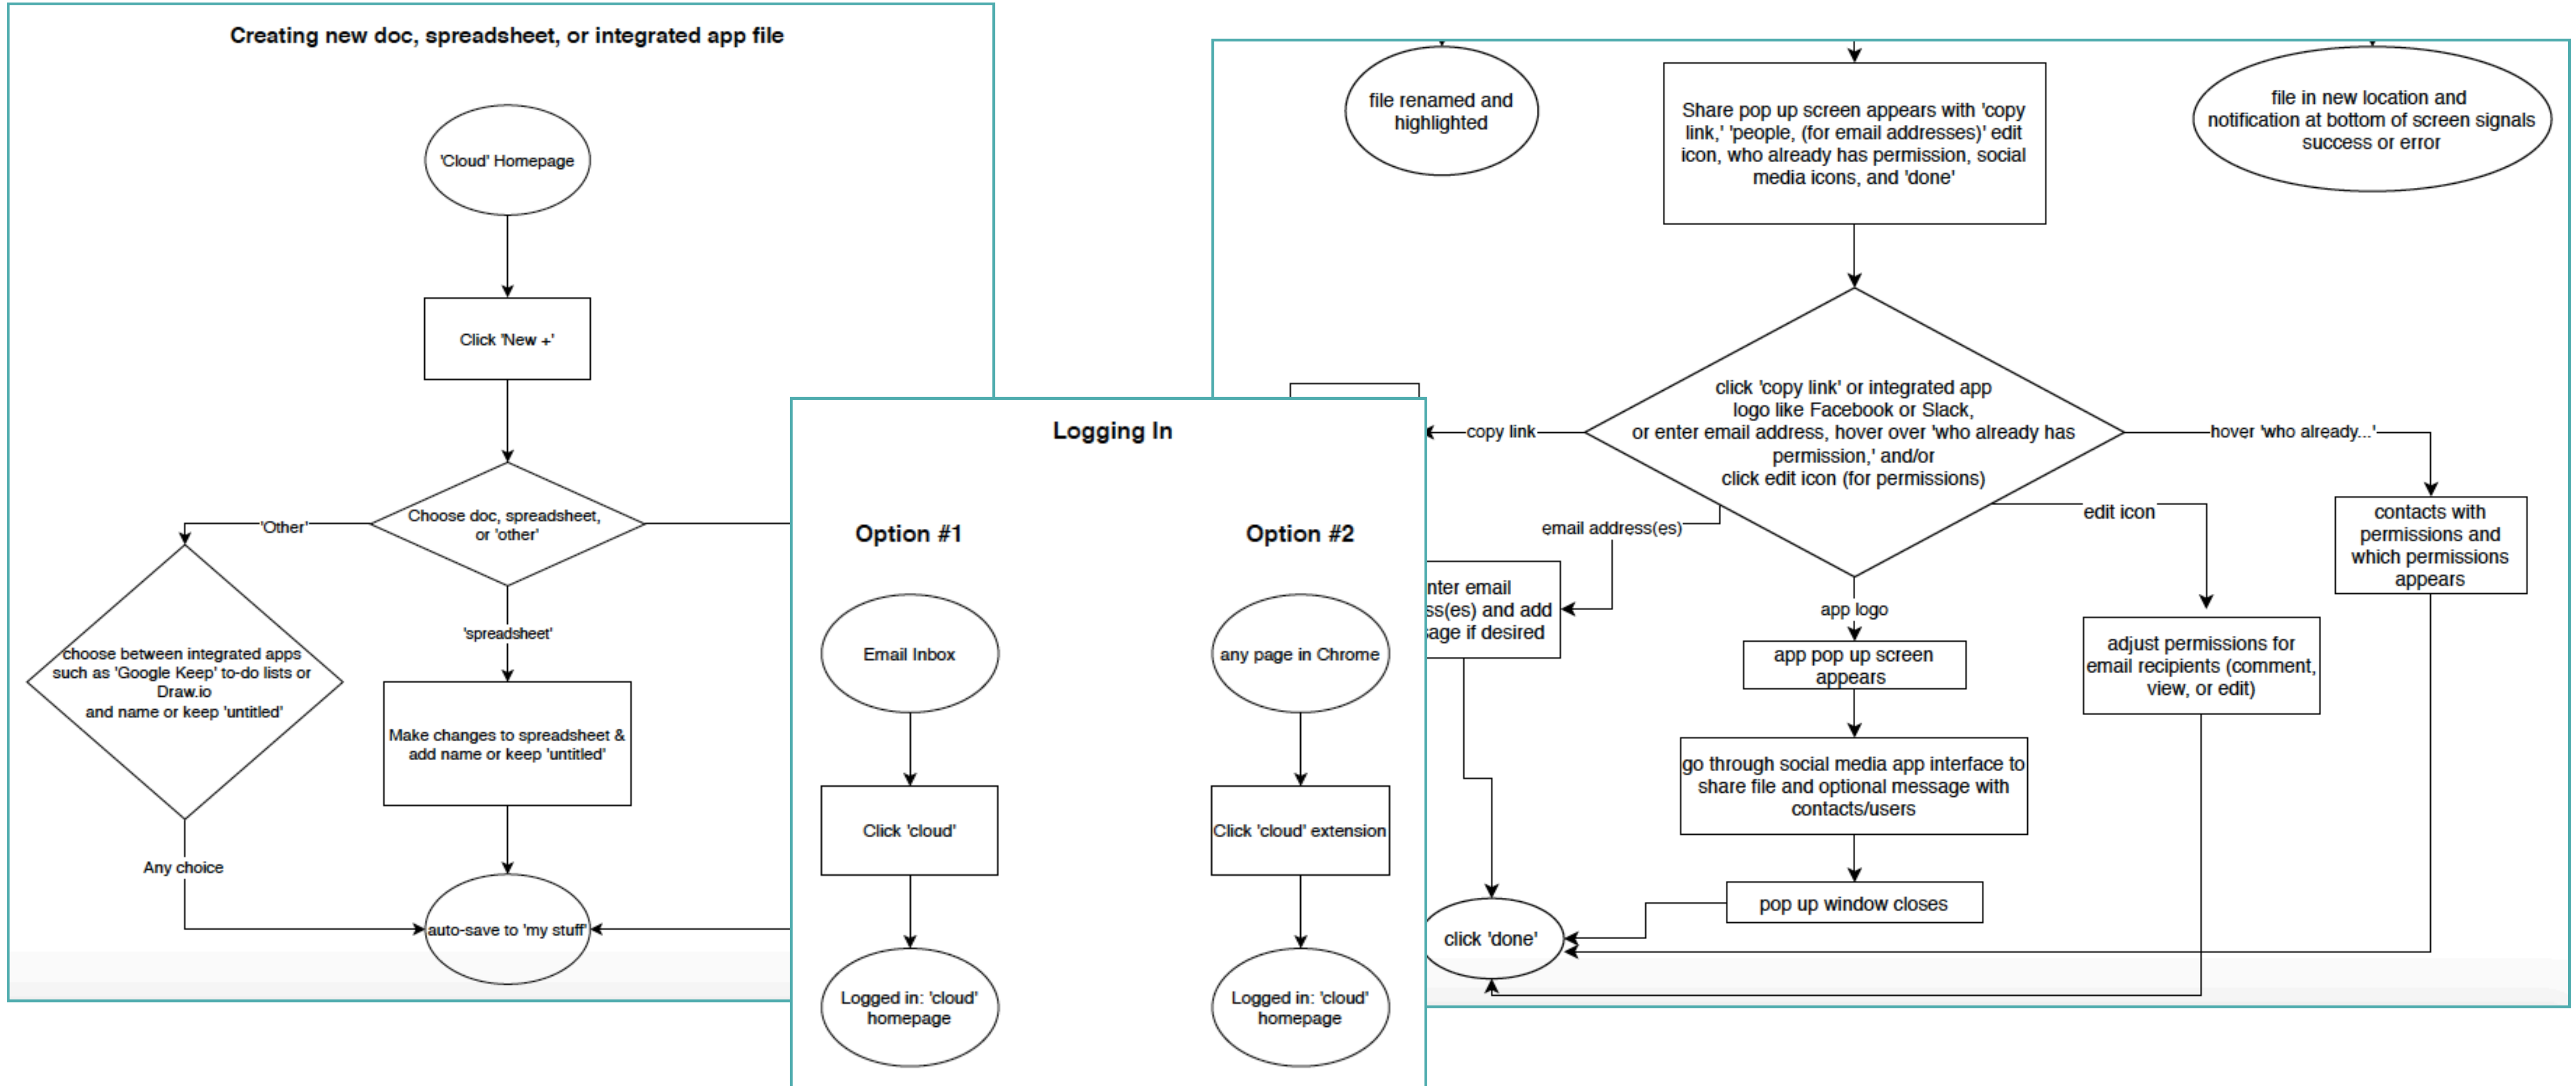 Creating new doc, spreadsheet, or integrated app file
'Cloud' Homepage
Click 'New +'
Choose doc, spreadsheet,
or 'other'
'Other'
'spreadsheet'
choose between integrated apps
such as 'Google Keep' to-do lists or
Draw.io
and name or keep 'untitled'
Make changes to spreadsheet &
add name or keep 'untitled'
Any choice
auto-save to 'my stuff'
Logging In
Option #1
Email Inbox
Click 'cloud'
Logged in: 'cloud'
homepage
Option #2
any page in Chrome
Click 'cloud' extension
Logged in: 'cloud'
homepage
file renamed and
highlighted
Share pop up screen appears with 'copy
link,' 'people, (for email addresses)' edit
icon, who already has permission, social
media icons, and 'done'
file in new location and
notification at bottom of screen signals
success or error
click 'copy link' or integrated app
logo like Facebook or Slack,
or enter email address, hover over 'who already has
permission,' and/or
click edit icon (for permissions)
copy link
hover 'who already...'
email address(es)
edit icon
app logo
contacts with
permissions and
which permissions
appears
email
and add
if desired
app pop up screen
appears
adjust permissions for
email recipients (comment,
view, or edit)
go through social media app interface to
share file and optional message with
contacts/users
pop up window closes
click 'done'